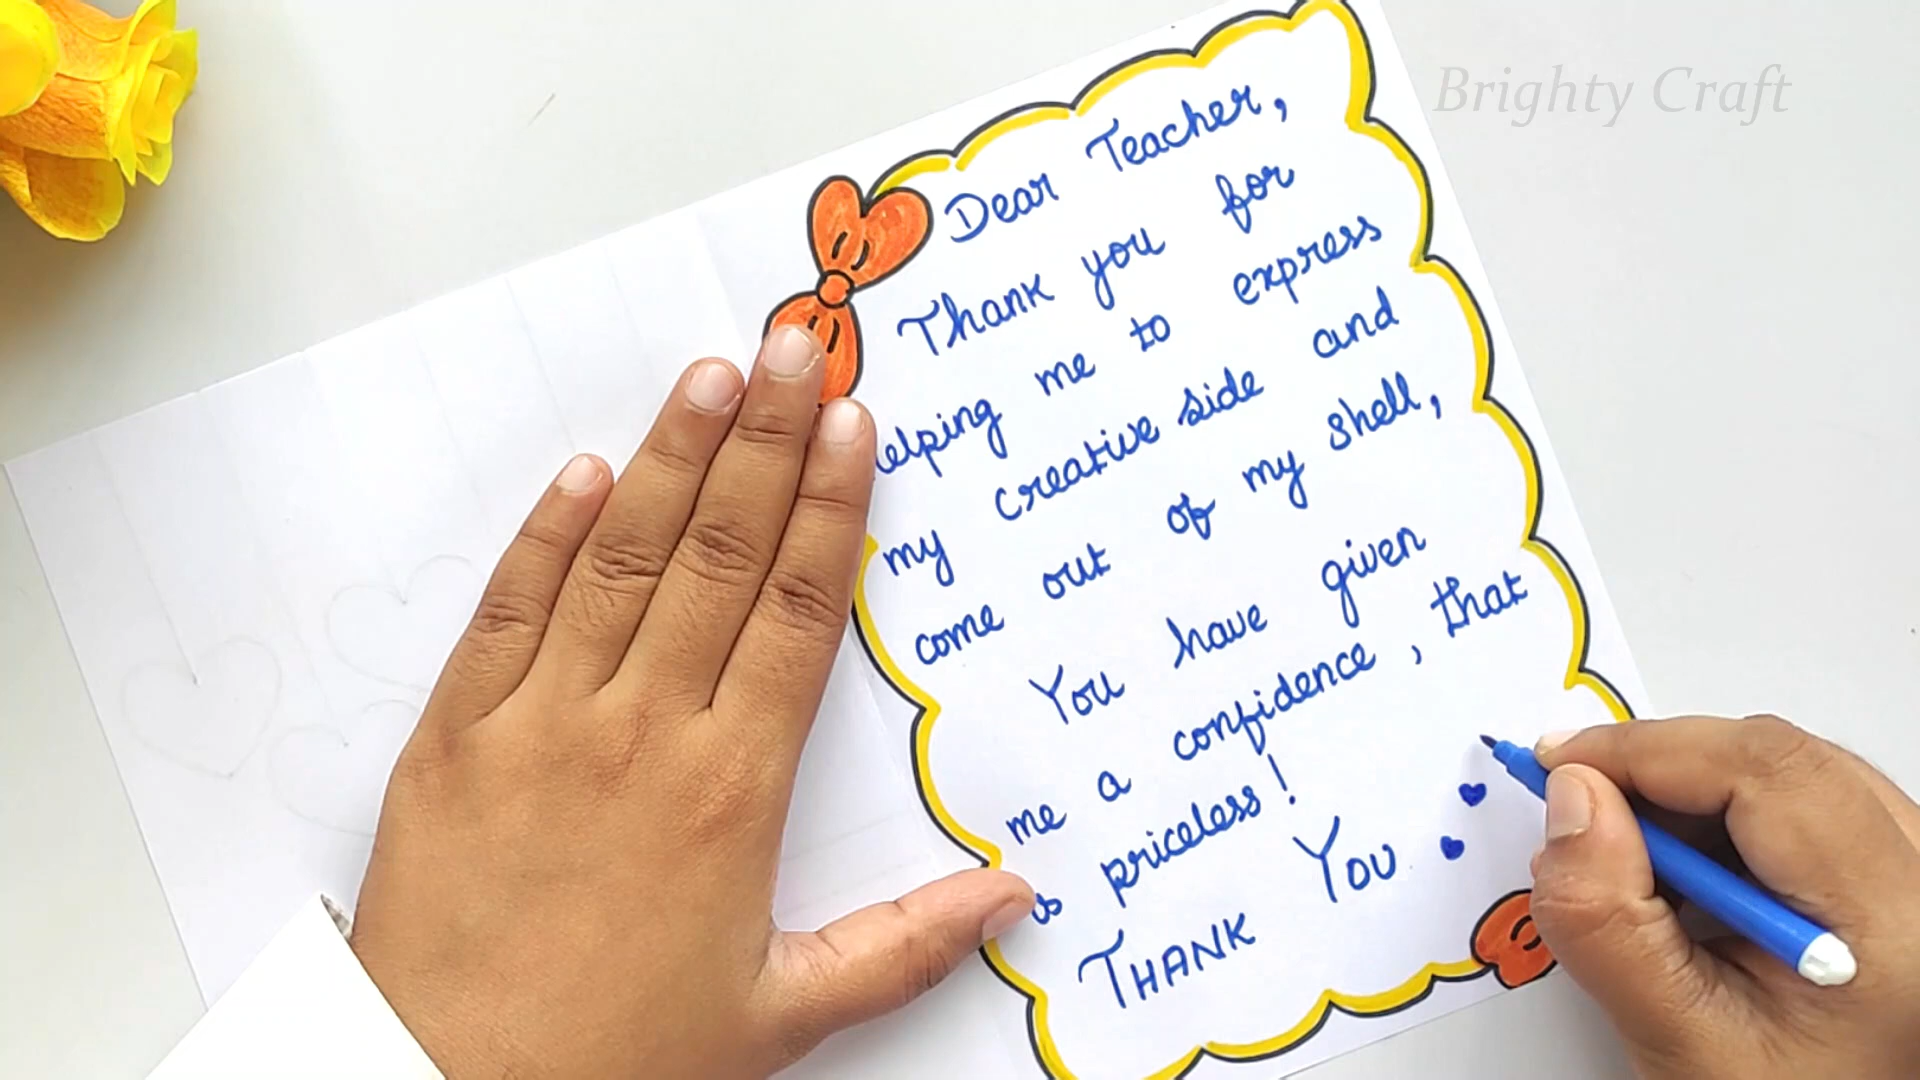 Brighty Craft
Dear Teacher,
Thank you for
elping me to express
my creative side and
come out of my shell,
You have given
me a confidence, that
is priceless!
THANK YOU